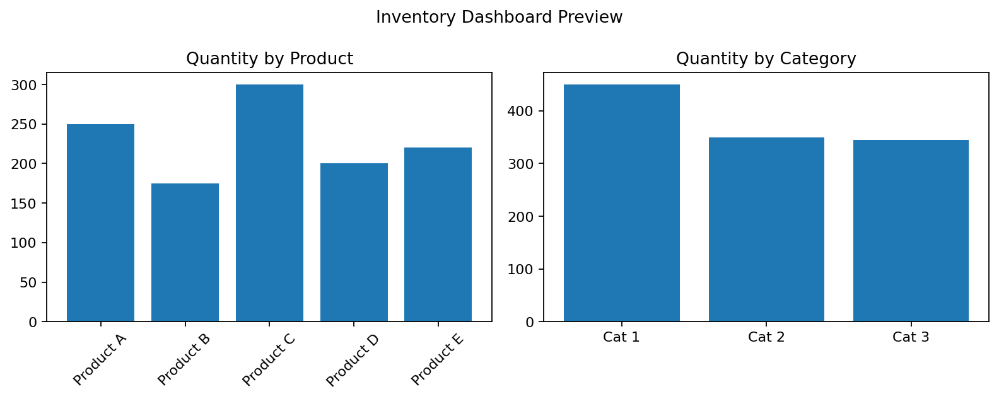 Inventory Dashboard Preview
Quantity by Product
300
250
200
150
100
50
0
Product A
Product B
Product C
Product D
Product E
Quantity by Category
400
300
200
100
0
Cat 1
Cat 2
Cat 3